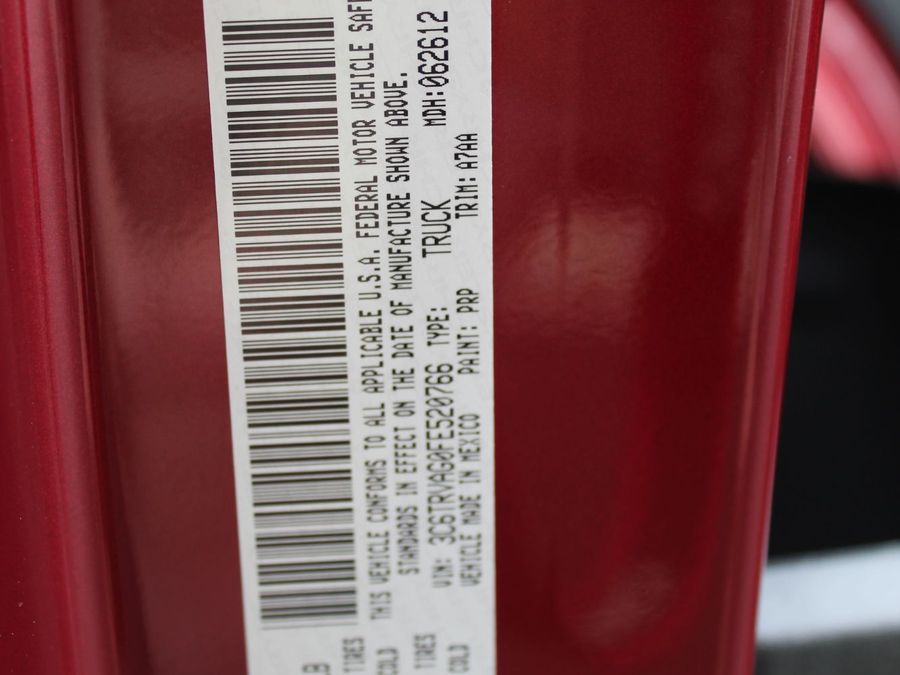 THIS VEHICLE CONFORMS TO ALL APPLICABLE U.S.A. FEDERAL MOTOR VEHICLE SAF
STANDARDS IN EFFECT ON THE DATE OF MANUFACTURE SHOWN ABOVE.
VIN: 3C6TRVAG0FE520766 TYPE: TRUCK MDH:062612
VEHICLE MADE IN MEXICO PAINT: PRP TRIM: A7AA
LB
TIRES
COLD
TIRES
COLD